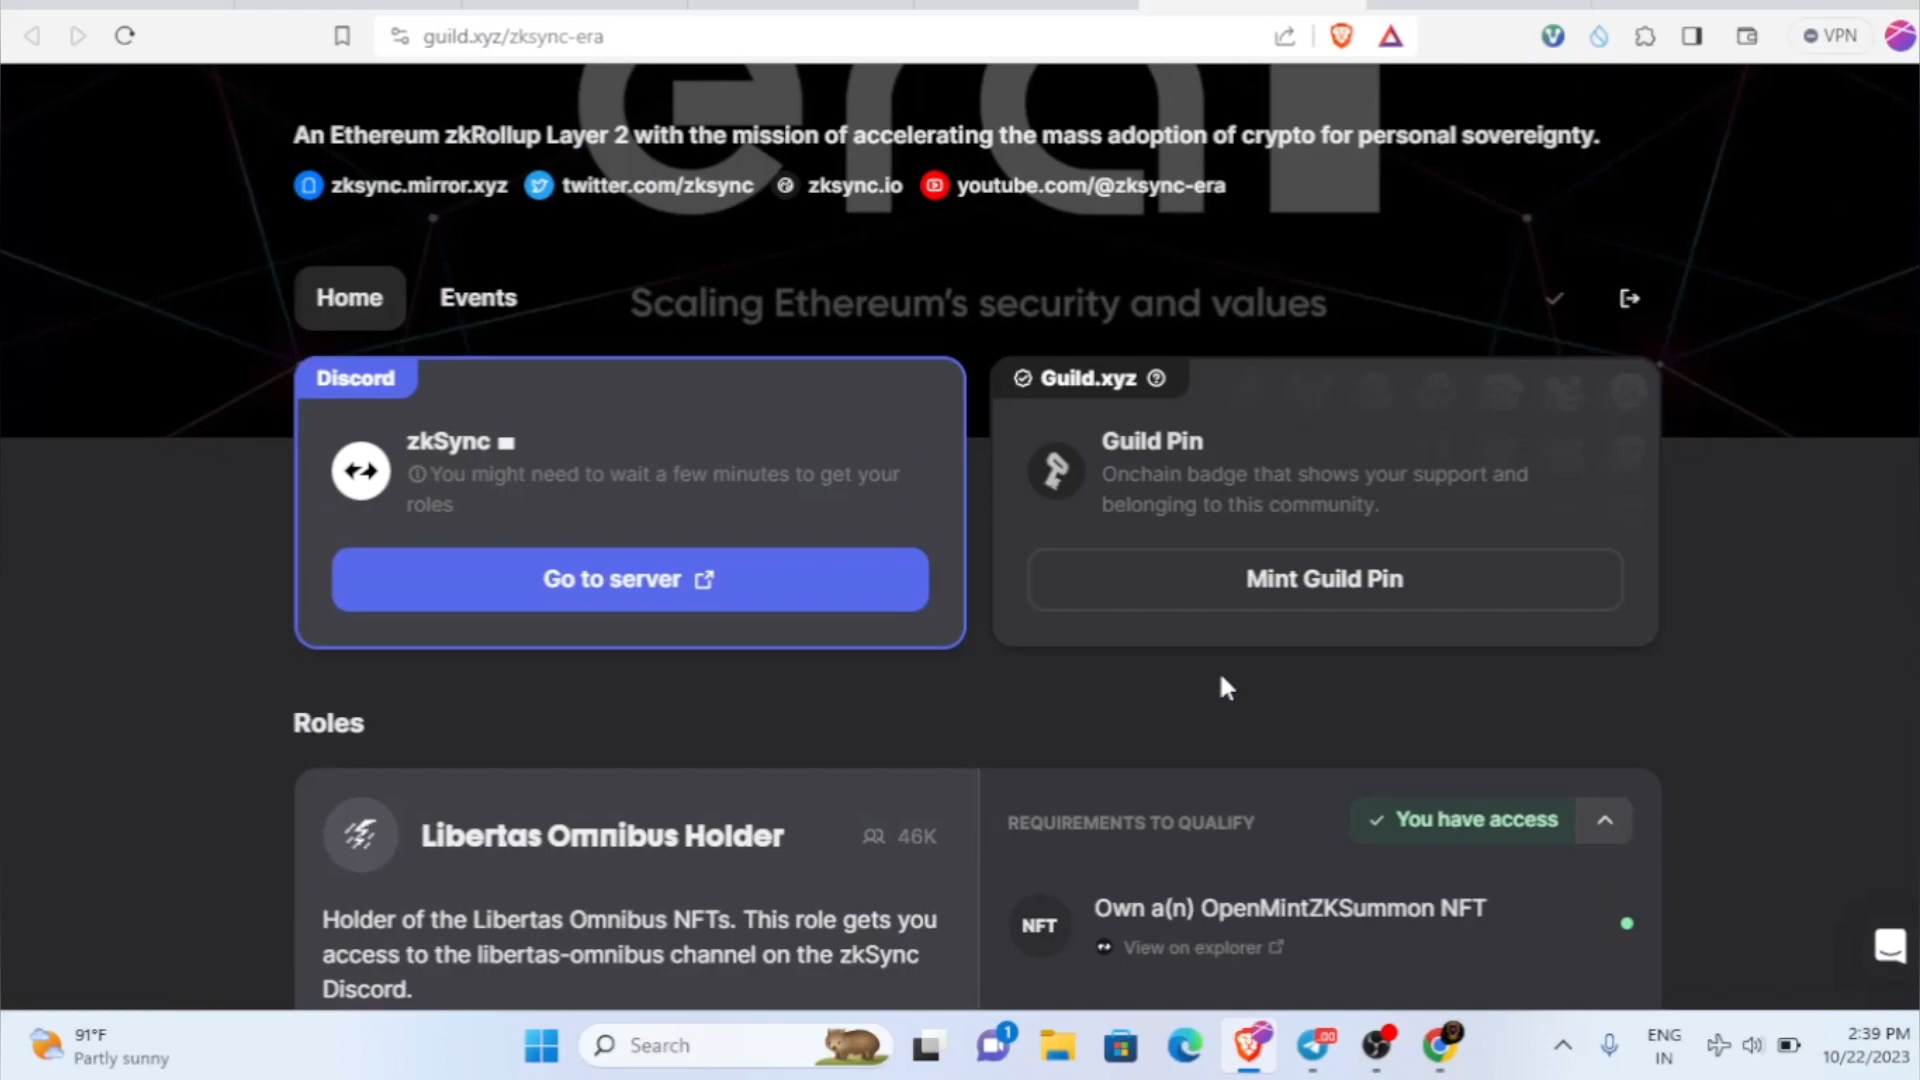 guild.xyz/zksync-era
VPN
era
An Ethereum zkRollup Layer 2 with the mission of accelerating the mass adoption of crypto for personal sovereignty.
zksync.mirror.xyz twitter.com/zksync zksync.io youtube.com/@zksync-era
Home Events Scaling Ethereum's security and values
Discord
zkSync
You might need to wait a few minutes to get your
roles
Go to server
Guild.xyz
Guild Pin
Onchain badge that shows your support and
belonging to this community.
Mint Guild Pin
Roles
Libertas Omnibus Holder 46K
Holder of the Libertas Omnibus NFTs. This role gets you
access to the libertas-omnibus channel on the zkSync
Discord.
REQUIREMENTS TO QUALIFY You have access
NFT
Own a(n) OpenMintZKSummon NFT
View on explorer
91°F
Partly sunny
Search
1
.00
ENG
IN
2:39 PM
10/22/2023